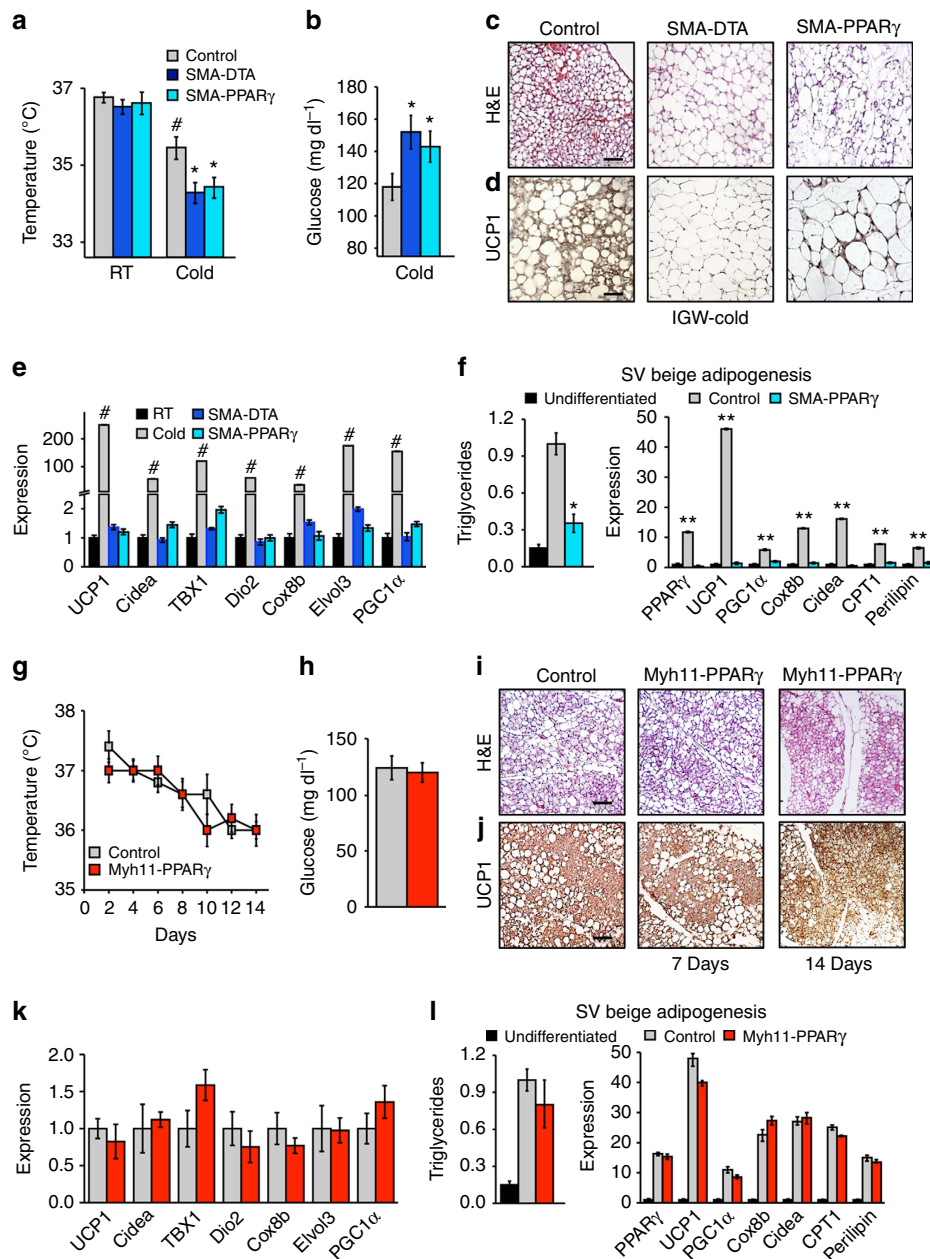 a
Control
SMA-DTA
SMA-PPARγ
Temperature (°C)
37
35
33
#
*
*
RT
Cold
b
Glucose (mg dl⁻¹)
180
160
140
120
100
80
*
*
Cold
c
Control
SMA-DTA
SMA-PPARγ
H&E
d
UCP1
IGW-cold
e
RT
SMA-DTA
Cold
SMA-PPARγ
Expression
200
100
2
1
0
#
#
#
#
#
#
#
UCP1
Cidea
TBX1
Dio2
Cox8b
Elvol3
PGC1α
f
SV beige adipogenesis
Undifferentiated
Control
SMA-PPARγ
Triglycerides
1.2
0.9
0.6
0.3
0
*
Expression
50
40
30
20
10
0
**
**
**
**
**
**
**
PPARγ
UCP1
PGC1α
Cox8b
Cidea
CPT1
Perilipin
g
Temperature (°C)
38
37
36
35
Control
Myh11-PPARγ
0 2 4 6 8 10 12 14
Days
h
Glucose (mg dl⁻¹)
150
100
50
0
i
Control
Myh11-PPARγ
Myh11-PPARγ
H&E
j
UCP1
7 Days
14 Days
k
Expression
2.0
1.5
1.0
0.5
0.0
UCP1
Cidea
TBX1
Dio2
Cox8b
Elvol3
PGC1α
l
SV beige adipogenesis
Undifferentiated
Control
Myh11-PPARγ
Triglycerides
1.2
0.9
0.6
0.3
0
Expression
50
40
30
20
10
0
PPARγ
UCP1
PGC1α
Cox8b
Cidea
CPT1
Perilipin